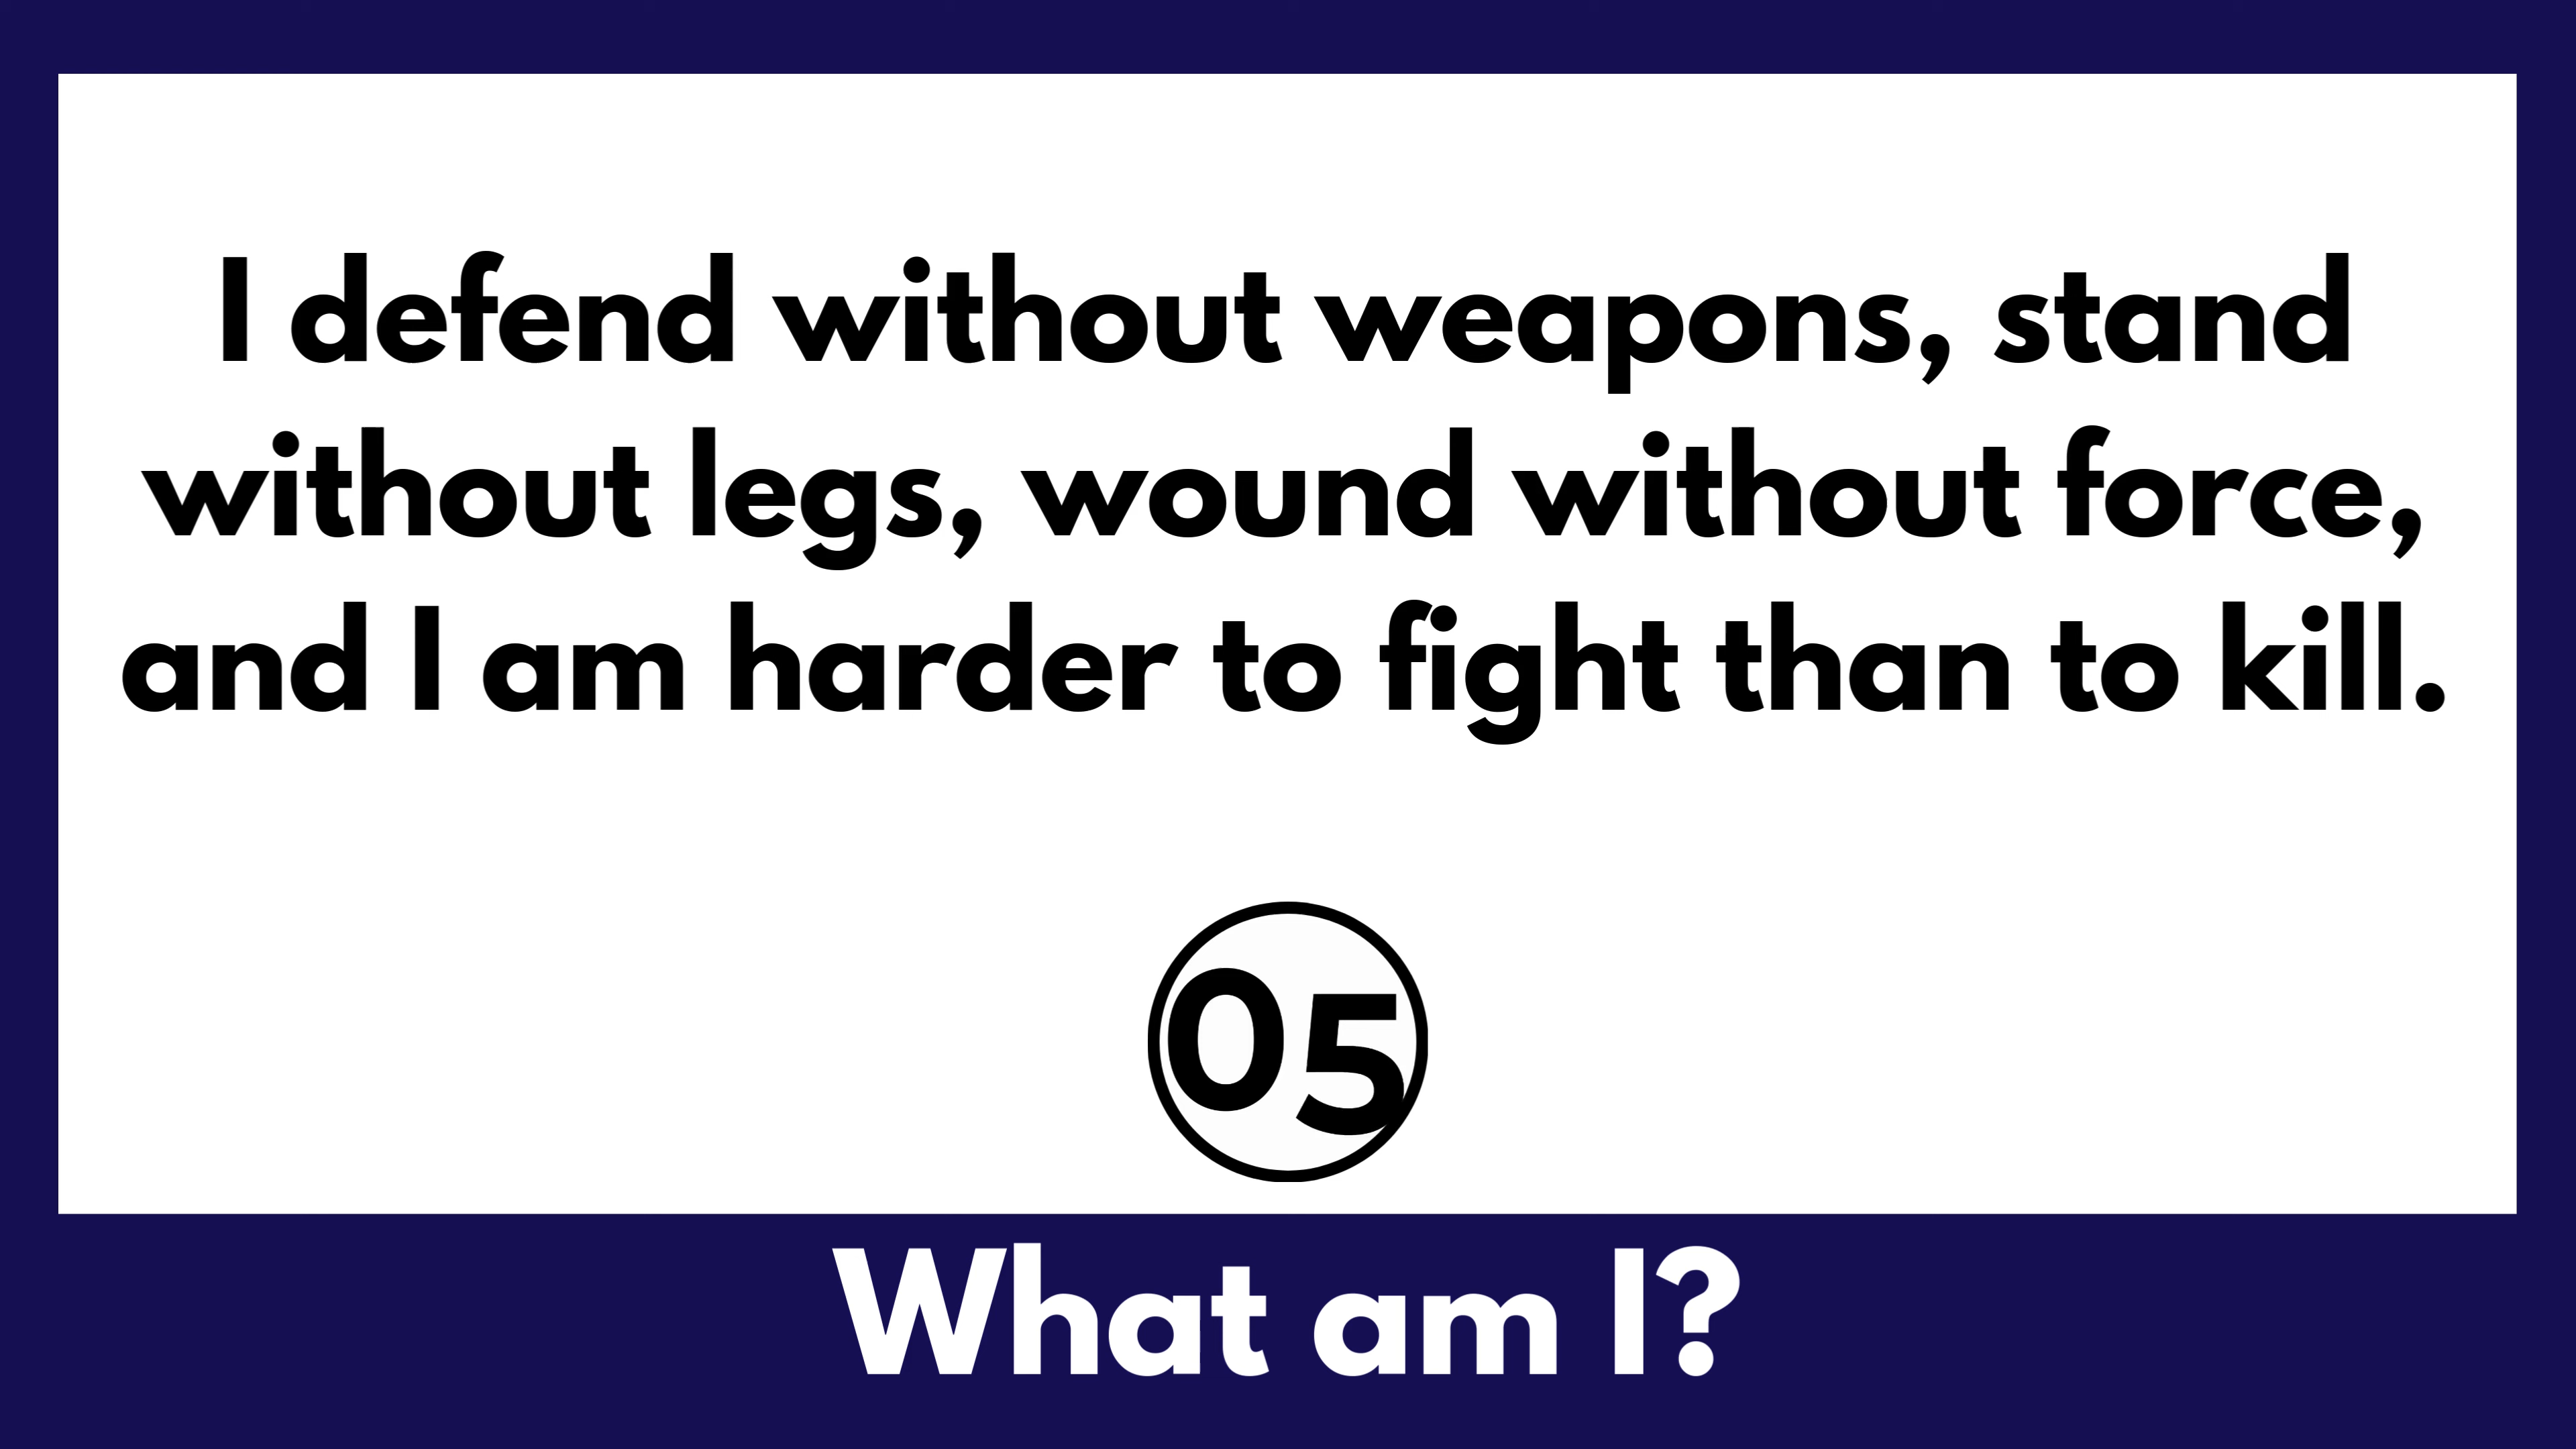 I defend without weapons, stand
without legs, wound without force,
and I am harder to fight than to kill.
05
What am I?